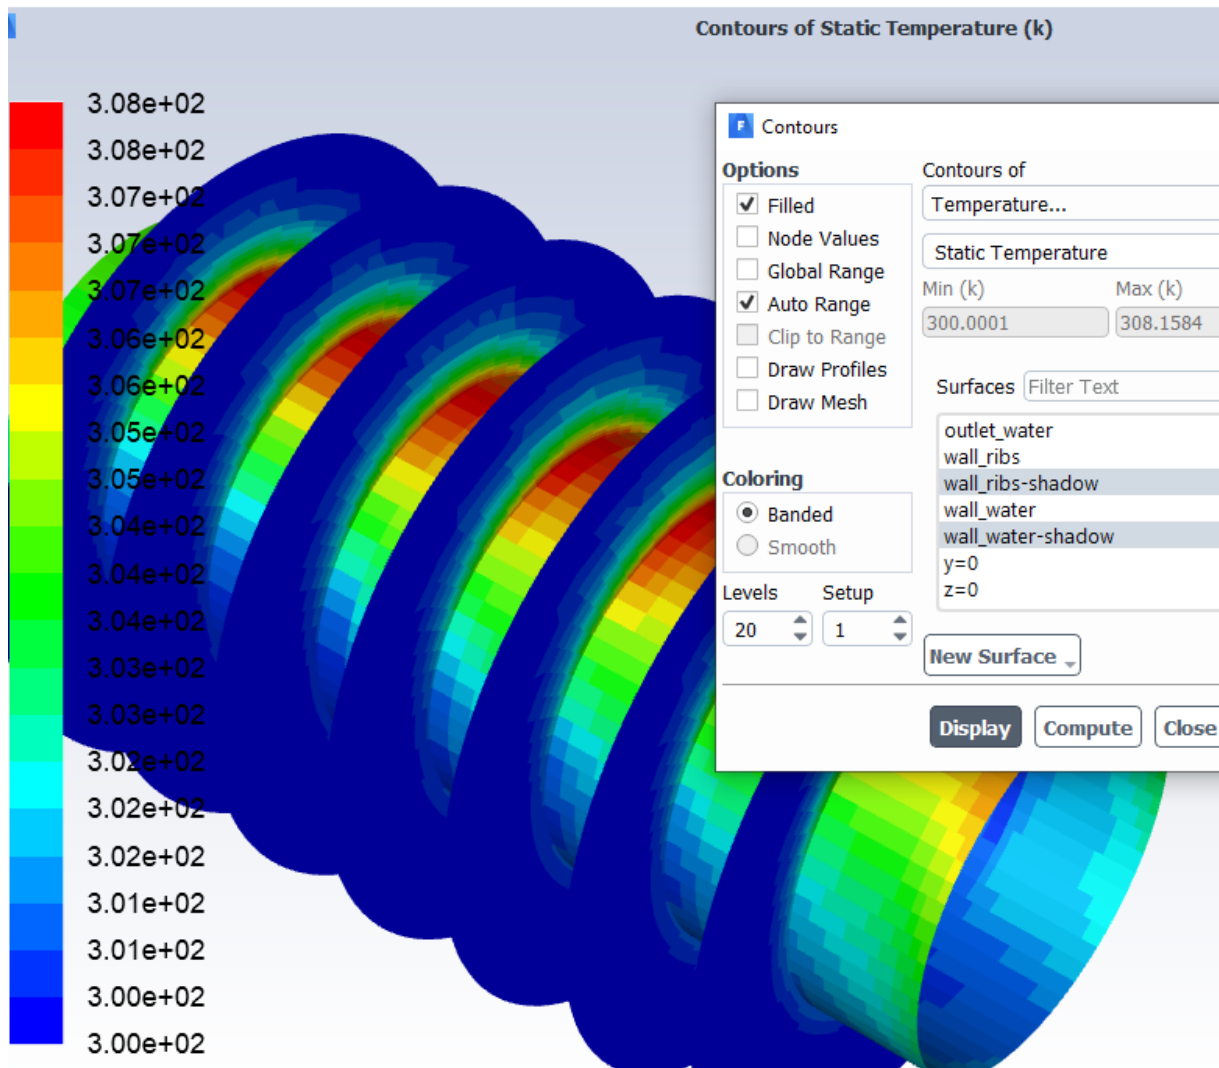 Contours of Static Temperature (k)
3.08e+02
3.08e+02
3.07e+02
3.07e+02
3.07e+02
3.06e+02
3.06e+02
3.05e+02
3.05e+02
3.04e+02
3.04e+02
3.04e+02
3.03e+02
3.03e+02
3.02e+02
3.02e+02
3.02e+02
3.01e+02
3.01e+02
3.00e+02
3.00e+02
F Contours
Options
Filled
Node Values
Global Range
Auto Range
Clip to Range
Draw Profiles
Draw Mesh
Coloring
Banded
Smooth
Levels Setup
20 1
Contours of
Temperature...
Static Temperature
Min (k) Max (k)
300.0001 308.1584
Surfaces Filter Text
outlet_water
wall_ribs
wall_ribs-shadow
wall_water
wall_water-shadow
y=0
z=0
New Surface
Display Compute Close